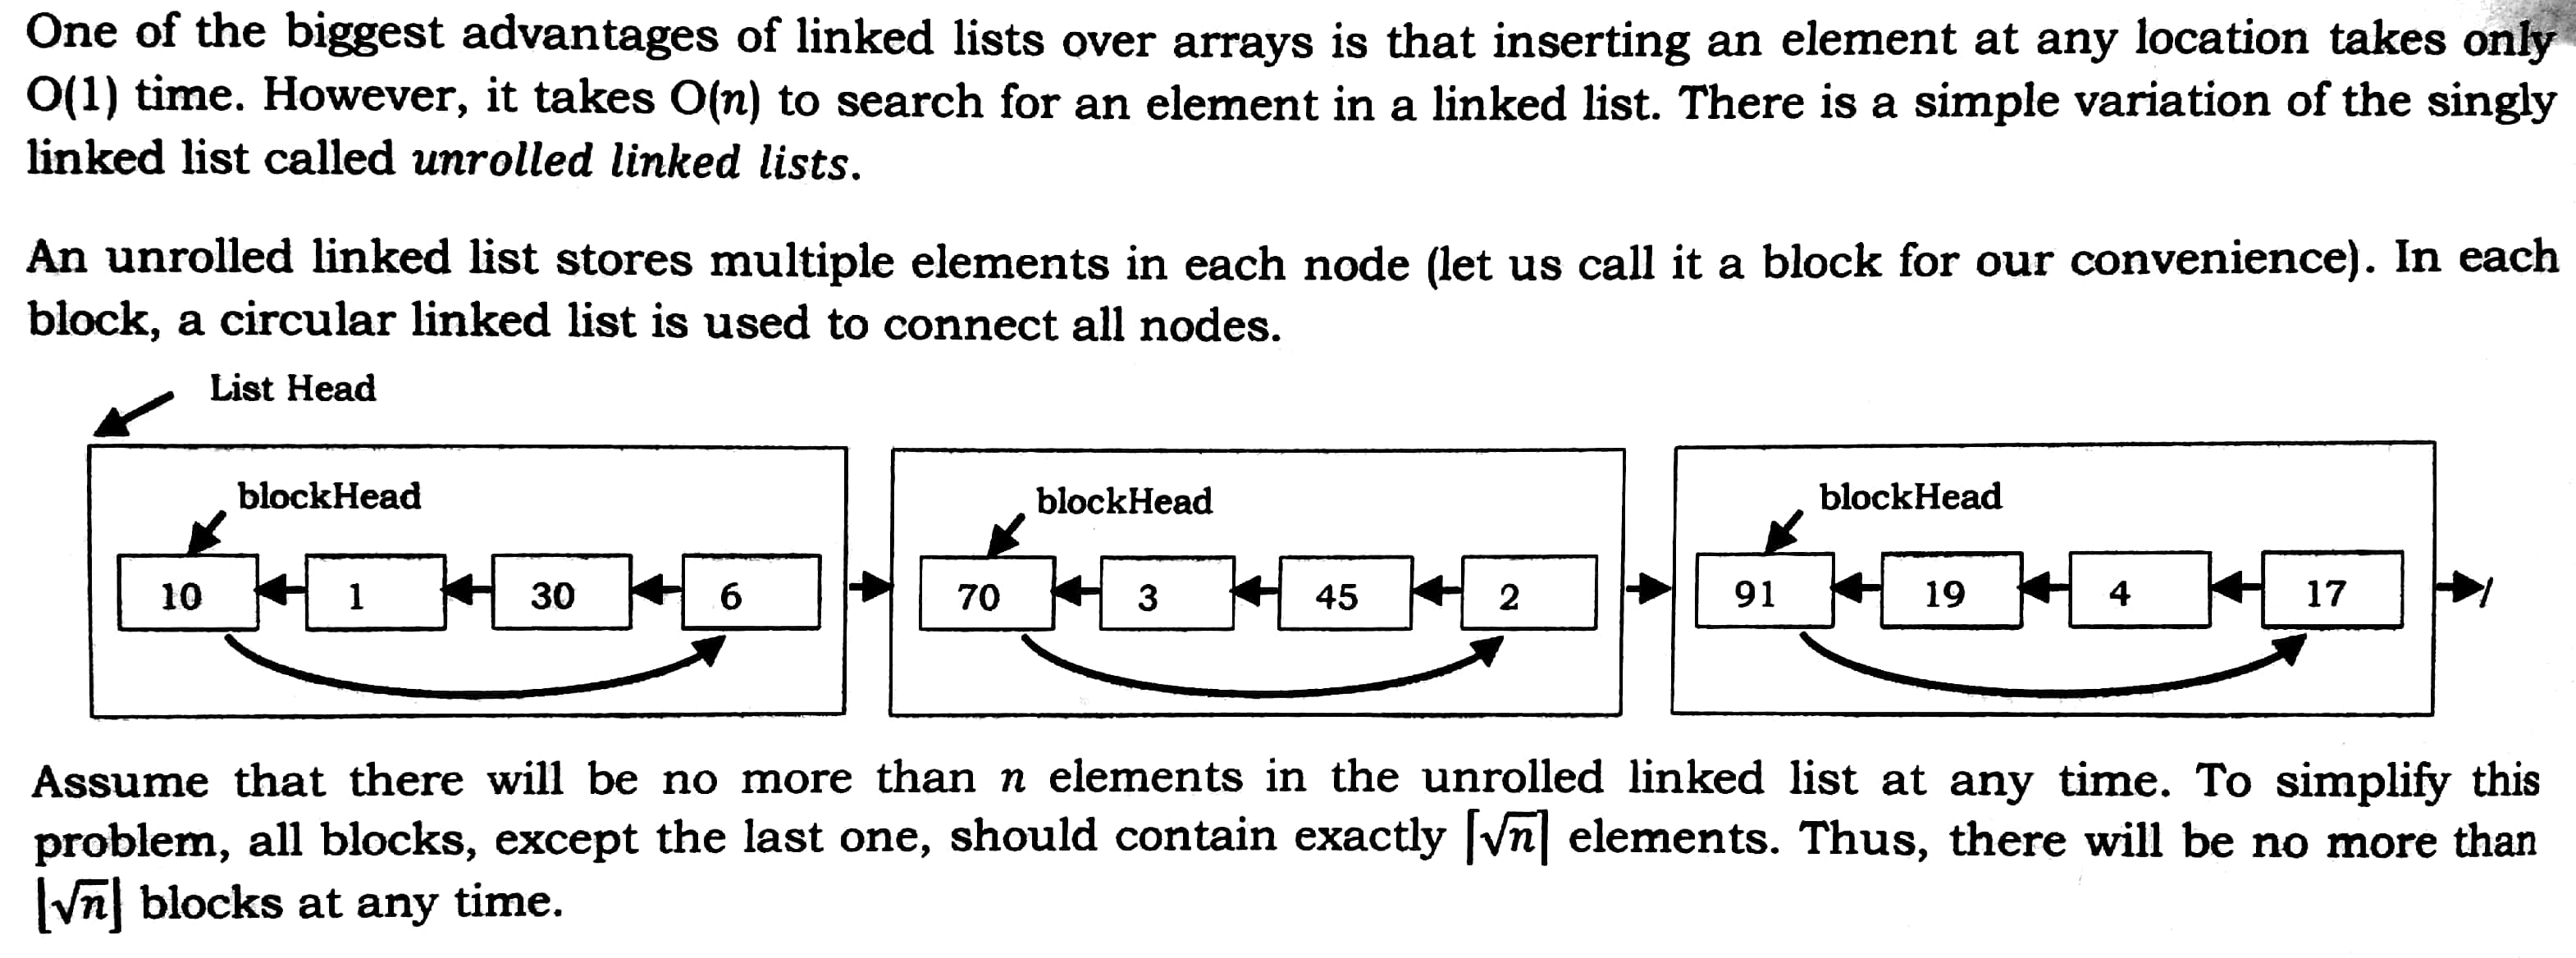 One of the biggest advantages of linked lists over arrays is that inserting an element at any location takes only
O(1) time. However, it takes O(n) to search for an element in a linked list. There is a simple variation of the singly
linked list called unrolled linked lists.
An unrolled linked list stores multiple elements in each node (let us call it a block for our convenience). In each
block, a circular linked list is used to connect all nodes.
List Head
blockHead blockHead blockHead
10 1 30 6 70 3 45 2 91 19 4 17
Assume that there will be no more than n elements in the unrolled linked list at any time. To simplify this
problem, all blocks, except the last one, should contain exactly ⌈√n⌉ elements. Thus, there will be no more than
⌊√n⌋ blocks at any time.